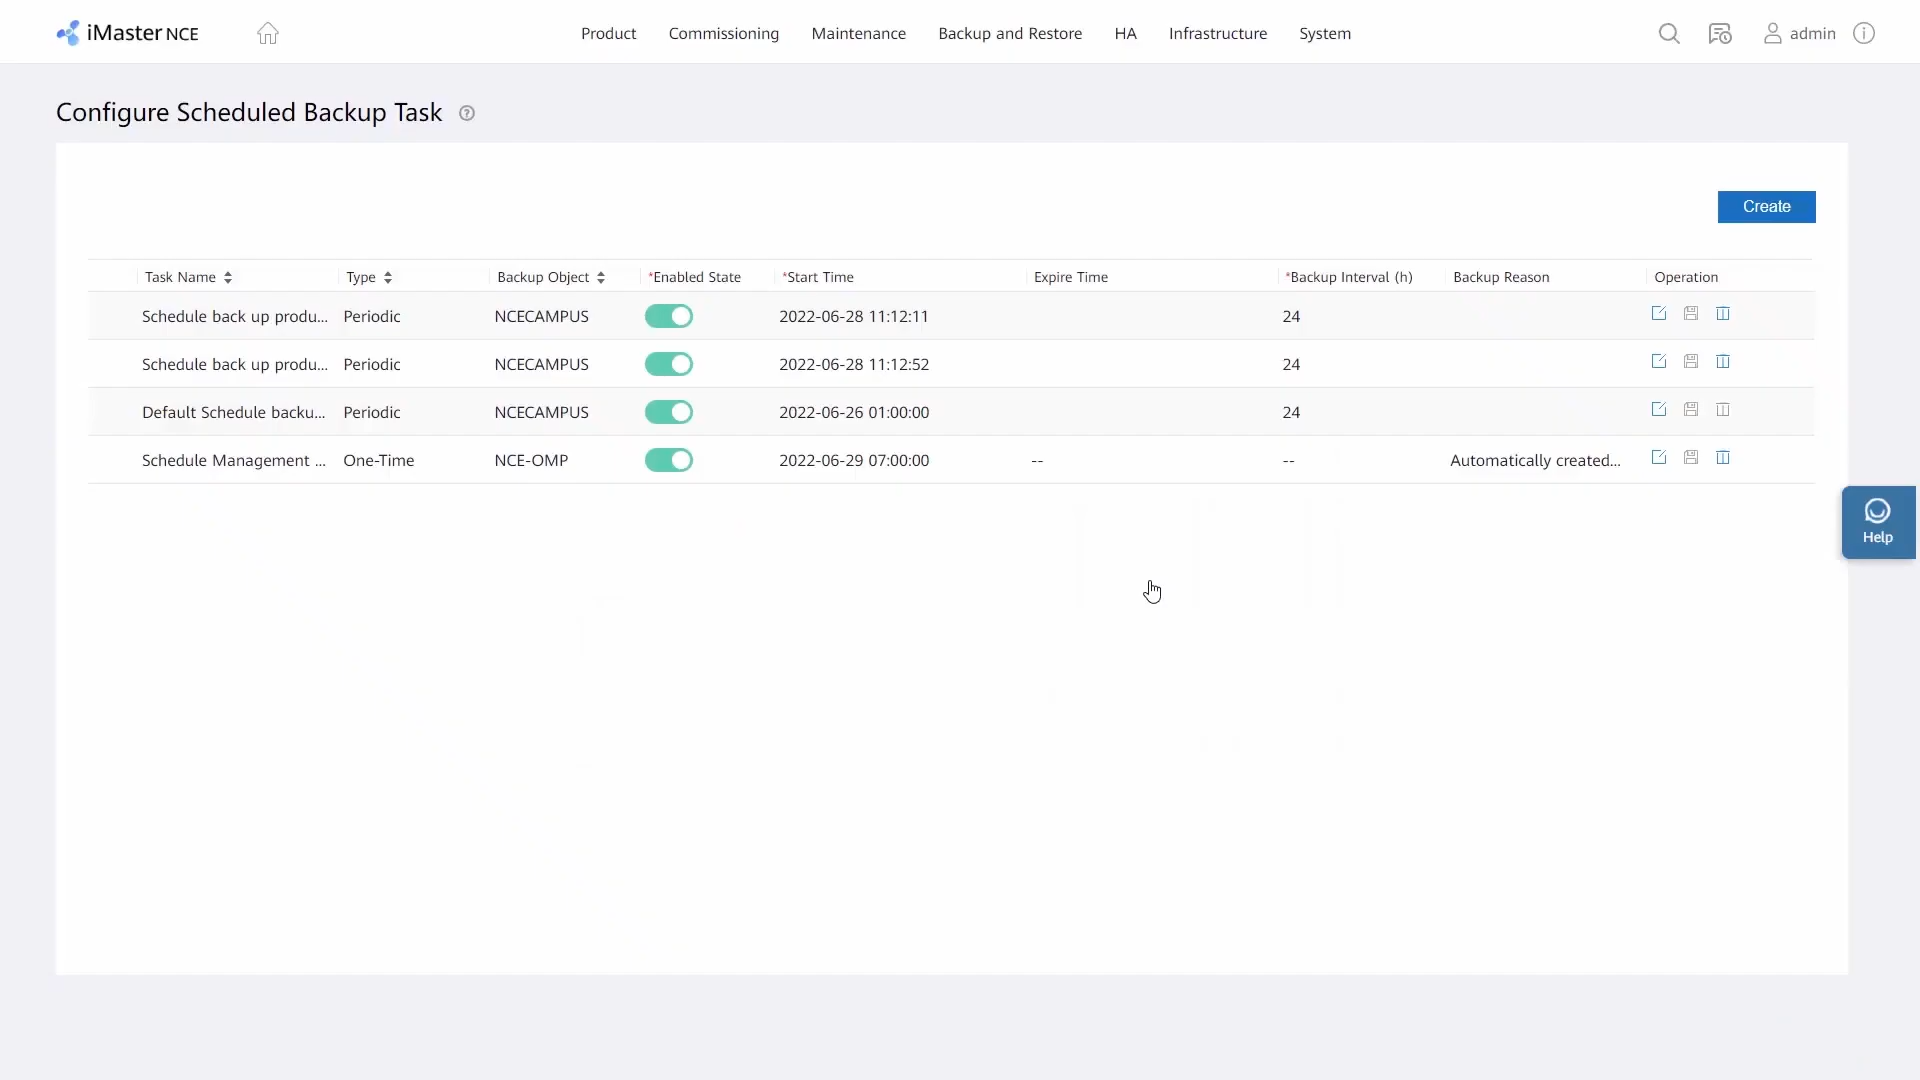 iMaster NCE
Product Commissioning Maintenance Backup and Restore HA Infrastructure System
admin
Configure Scheduled Backup Task
Create
Task Name Type Backup Object *Enabled State *Start Time Expire Time *Backup Interval (h) Backup Reason Operation
Schedule back up produ... Periodic NCECAMPUS 2022-06-28 11:12:11 24
Schedule back up produ... Periodic NCECAMPUS 2022-06-28 11:12:52 24
Default Schedule backu... Periodic NCECAMPUS 2022-06-26 01:00:00 24
Schedule Management ... One-Time NCE-OMP 2022-06-29 07:00:00 -- -- Automatically created...
Help